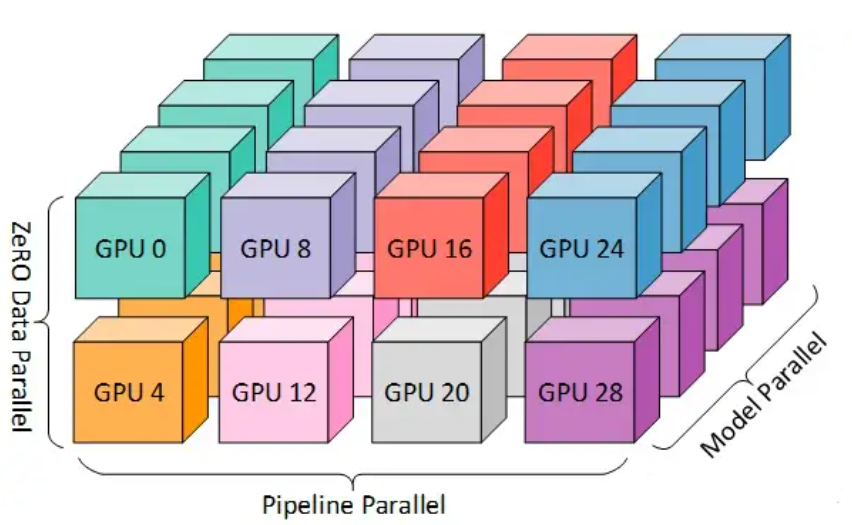 GPU 0
GPU 8
GPU 16
GPU 24
ZeRO Data Parallel
GPU 4
GPU 12
GPU 20
GPU 28
Model Parallel
Pipeline Parallel